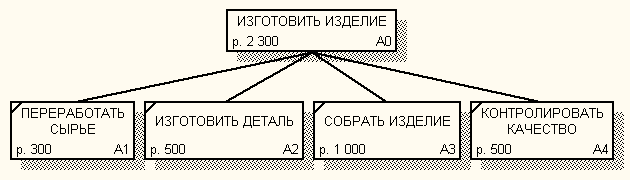 ИЗГОТОВИТЬ ИЗДЕЛИЕ
р. 2 300 A0
ПЕРЕРАБОТАТЬ
СЫРЬЕ
р. 300 A1
ИЗГОТОВИТЬ ДЕТАЛЬ
р. 500 A2
СОБРАТЬ ИЗДЕЛИЕ
р. 1 000 A3
КОНТРОЛИРОВАТЬ
КАЧЕСТВО
р. 500 A4